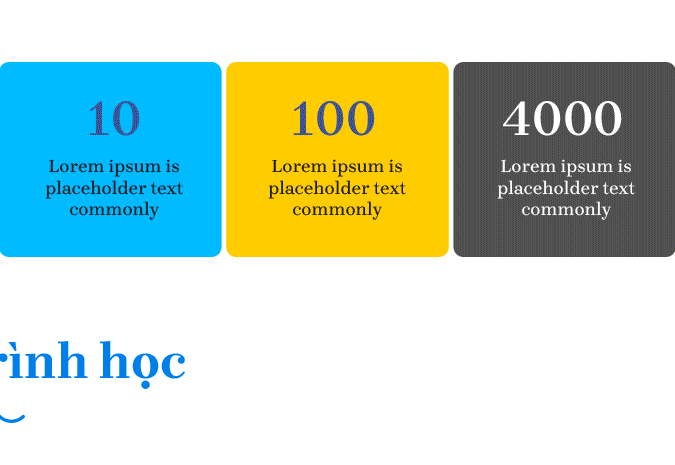 10
Lorem ipsum is
placeholder text
commonly
100
Lorem ipsum is
placeholder text
commonly
4000
Lorem ipsum is
placeholder text
commonly
rình học